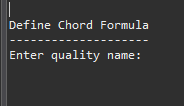 Define Chord Formula
--------------------
Enter quality name: